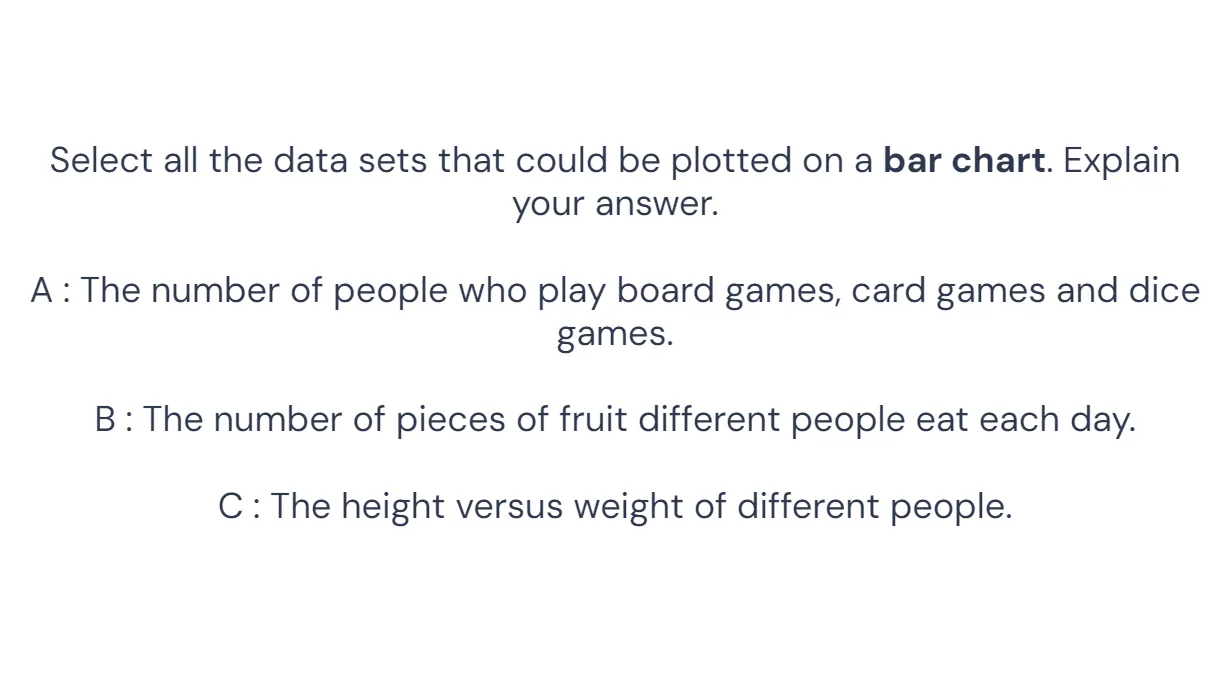 Select all the data sets that could be plotted on a bar chart. Explain
your answer.
A : The number of people who play board games, card games and dice
games.
B : The number of pieces of fruit different people eat each day.
C : The height versus weight of different people.